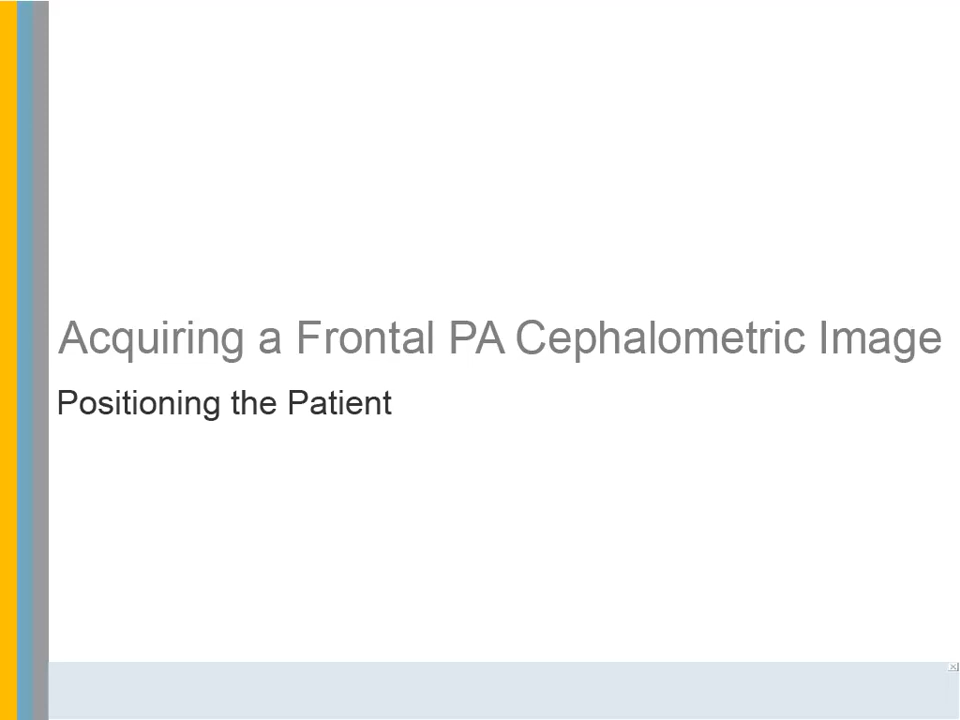 Acquiring a Frontal PA Cephalometric Image
Positioning the Patient